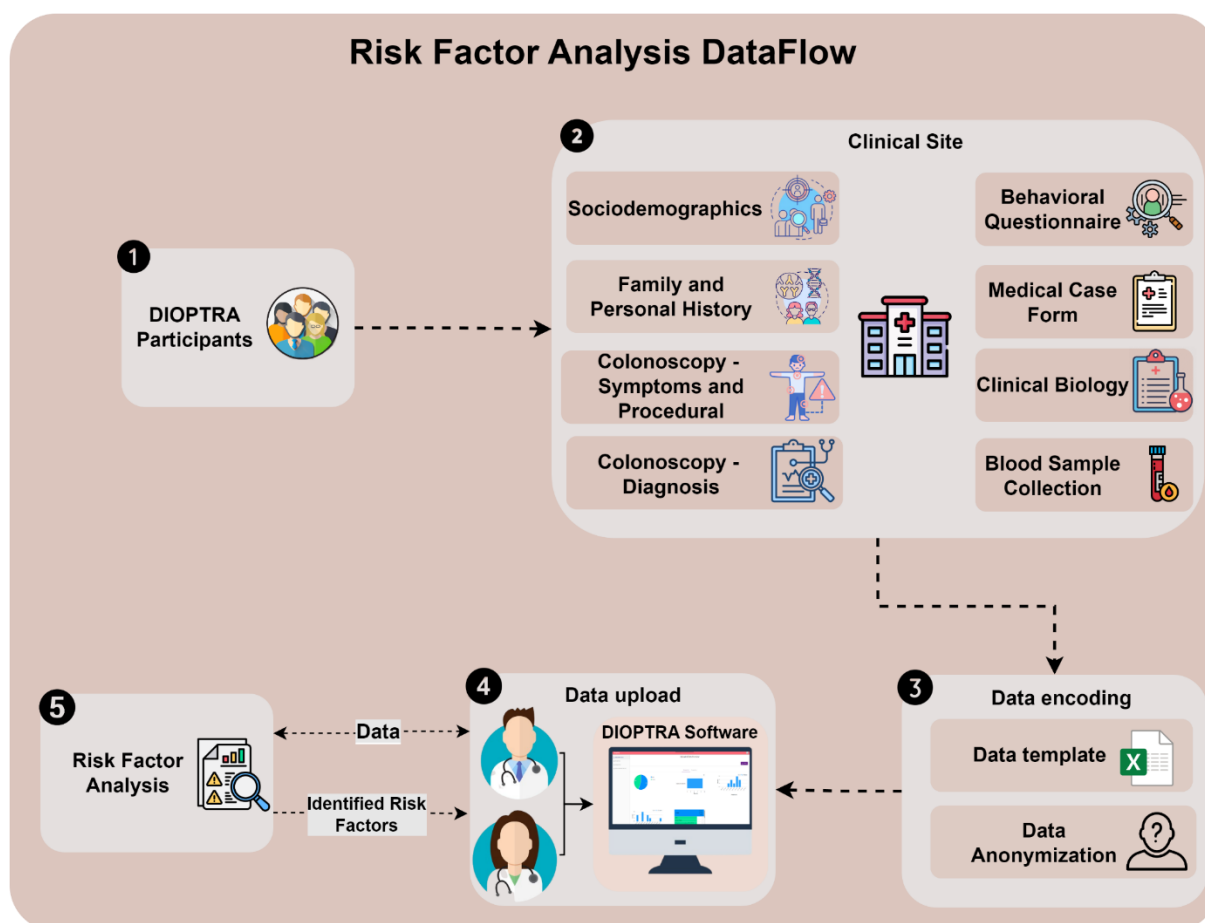 Risk Factor Analysis DataFlow
1
DIOPTRA
Participants
2
Clinical Site
Sociodemographics
Family and
Personal History
Colonoscopy -
Symptoms and
Procedural
Colonoscopy -
Diagnosis
Behavioral
Questionnaire
Medical Case
Form
Clinical Biology
Blood Sample
Collection
3
Data encoding
Data template
X
Data
Anonymization
?
4
Data upload
DIOPTRA Software
5
Risk Factor
Analysis
Data
Identified Risk
Factors